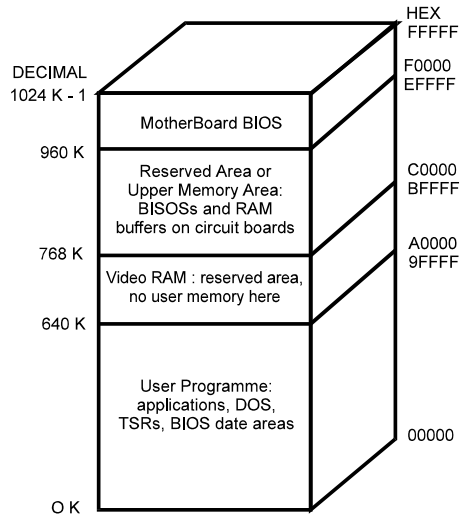 HEX
FFFFF
DECIMAL
1024 K - 1
F0000
EFFFF
MotherBoard BIOS
960 K
Reserved Area or
Upper Memory Area:
BISOSs and RAM
buffers on circuit boards
C0000
BFFFF
768 K
A0000
9FFFF
Video RAM : reserved area,
no user memory here
640 K
User Programme:
applications, DOS,
TSRs, BIOS date areas
00000
O K